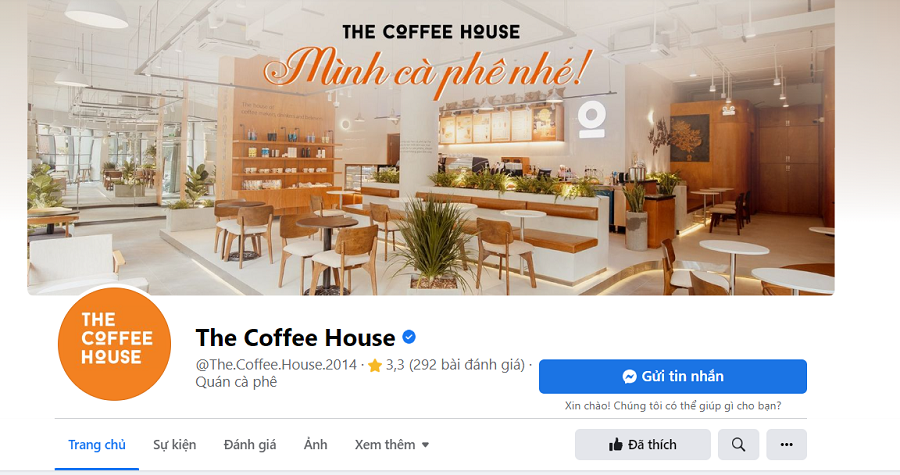 THE COFFEE HOUSE
Mình cà phê nhé!
THE
COFFEE
HOUSE
The Coffee House
@The.Coffee.House.2014 · 3,3 (292 bài đánh giá) ·
Quán cà phê
Gửi tin nhắn
Xin chào! Chúng tôi có thể giúp gì cho bạn?
Trang chủ Sự kiện Đánh giá Ảnh Xem thêm
Đã thích